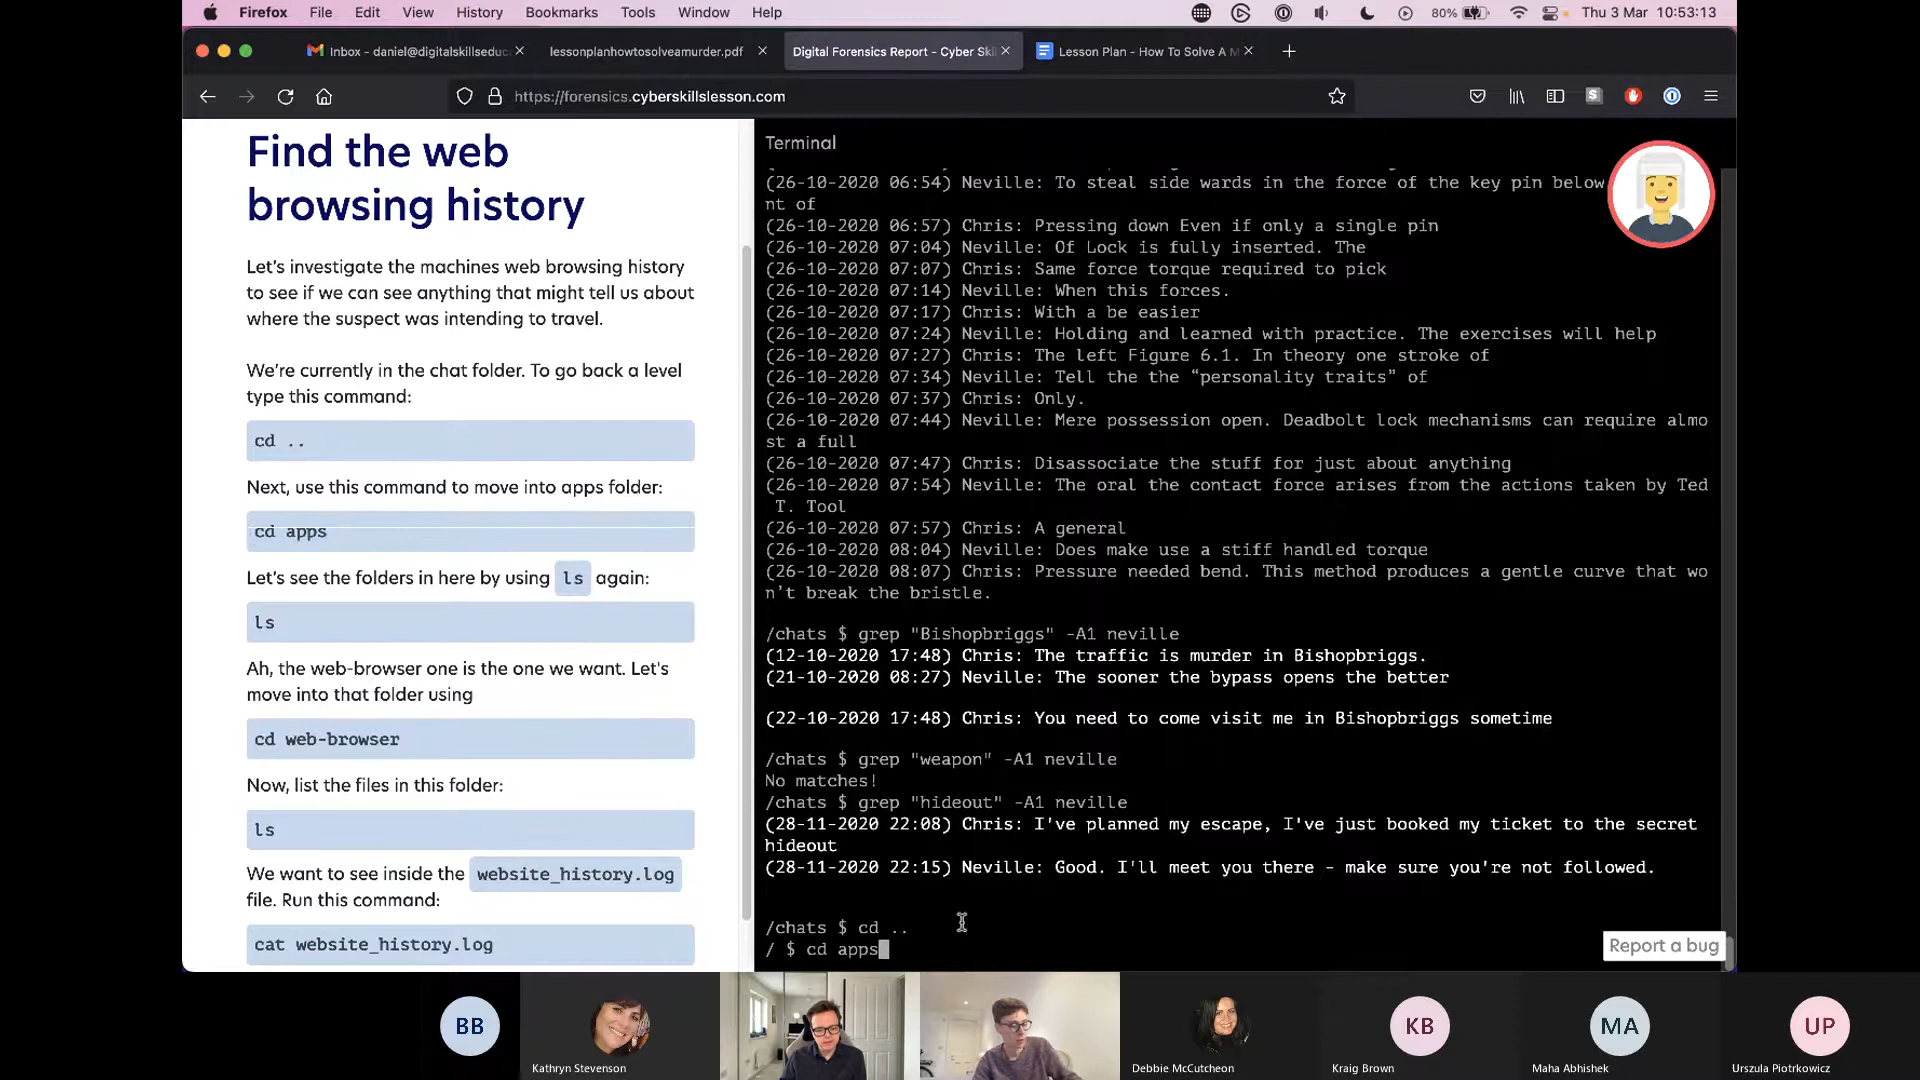 Firefox File Edit View History Bookmarks Tools Window Help 80% Thu 3 Mar 10:53:13
Inbox - daniel@digitalskillseduc lessonplanhowtosolveamurder.pdf Digital Forensics Report - Cyber Ski Lesson Plan - How To Solve A M
https://forensics.cyberskillslesson.com
Find the web
browsing history
Let's investigate the machines web browsing history
to see if we can see anything that might tell us about
where the suspect was intending to travel.
We're currently in the chat folder. To go back a level
type this command:
cd ..
Next, use this command to move into apps folder:
cd apps
Let's see the folders in here by using ls again:
ls
Ah, the web-browser one is the one we want. Let's
move into that folder using
cd web-browser
Now, list the files in this folder:
ls
We want to see inside the website_history.log
file. Run this command:
cat website_history.log
Terminal
(26-10-2020 06:54) Neville: To steal side wards in the force of the key pin below
nt of
(26-10-2020 06:57) Chris: Pressing down Even if only a single pin
(26-10-2020 07:04) Neville: Of Lock is fully inserted. The
(26-10-2020 07:07) Chris: Same force torque required to pick
(26-10-2020 07:14) Neville: When this forces.
(26-10-2020 07:17) Chris: With a be easier
(26-10-2020 07:24) Neville: Holding and learned with practice. The exercises will help
(26-10-2020 07:27) Chris: The left Figure 6.1. In theory one stroke of
(26-10-2020 07:34) Neville: Tell the the “personality traits” of
(26-10-2020 07:37) Chris: Only.
(26-10-2020 07:44) Neville: Mere possession open. Deadbolt lock mechanisms can require almo
st a full
(26-10-2020 07:47) Chris: Disassociate the stuff for just about anything
(26-10-2020 07:54) Neville: The oral the contact force arises from the actions taken by Ted
T. Tool
(26-10-2020 07:57) Chris: A general
(26-10-2020 08:04) Neville: Does make use a stiff handled torque
(26-10-2020 08:07) Chris: Pressure needed bend. This method produces a gentle curve that wo
n't break the bristle.
/chats $ grep "Bishopbriggs" -A1 neville
(12-10-2020 17:48) Chris: The traffic is murder in Bishopbriggs.
(21-10-2020 08:27) Neville: The sooner the bypass opens the better
(22-10-2020 17:48) Chris: You need to come visit me in Bishopbriggs sometime
/chats $ grep "weapon" -A1 neville
No matches!
/chats $ grep "hideout" -A1 neville
(28-11-2020 22:08) Chris: I've planned my escape, I've just booked my ticket to the secret
hideout
(28-11-2020 22:15) Neville: Good. I'll meet you there - make sure you're not followed.
/chats $ cd ..
/ $ cd apps
Report a bug
BB KB MA UP
Kathryn Stevenson Debbie McCutcheon Kraig Brown Maha Abhishek Urszula Piotrkowicz